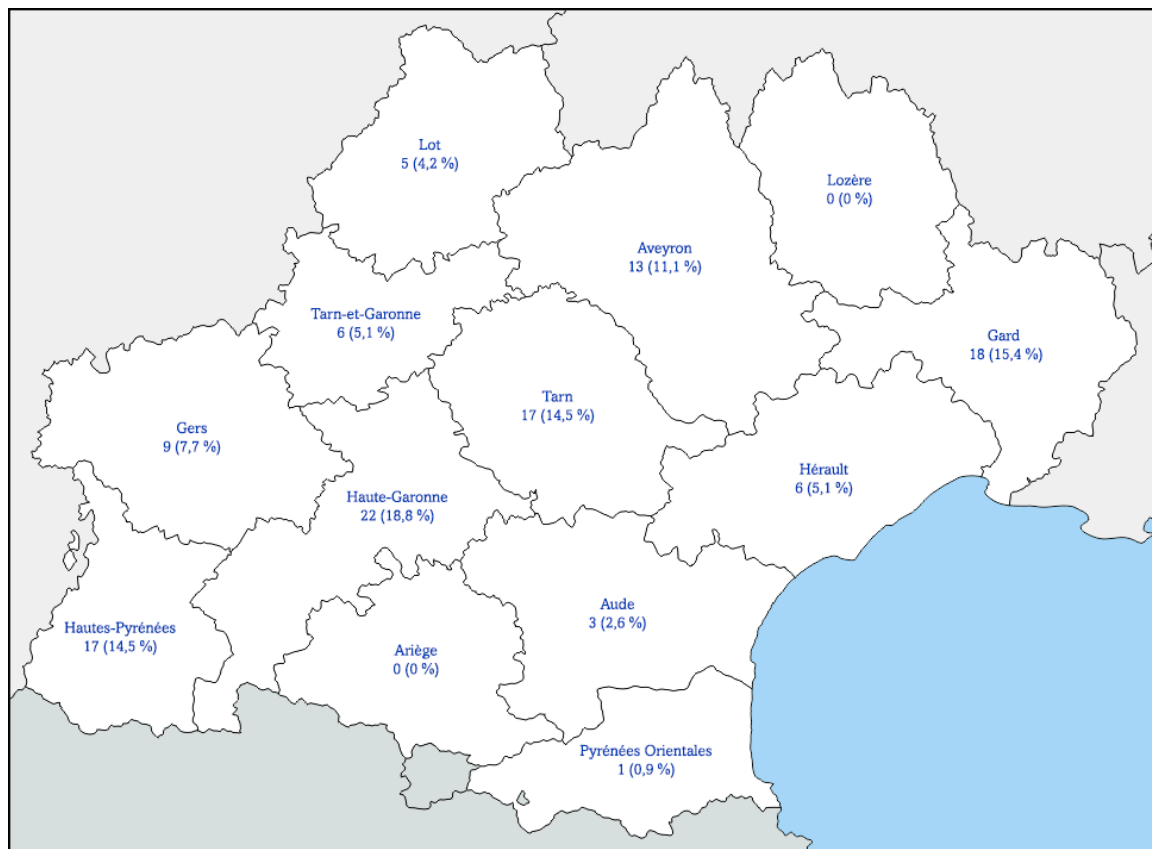 Lot
5 (4,2 %)
Lozère
0 (0 %)
Aveyron
13 (11,1 %)
Tarn-et-Garonne
6 (5,1 %)
Gard
18 (15,4 %)
Tarn
17 (14,5 %)
Gers
9 (7,7 %)
Hérault
6 (5,1 %)
Haute-Garonne
22 (18,8 %)
Aude
3 (2,6 %)
Hautes-Pyrénées
17 (14,5 %)
Ariège
0 (0 %)
Pyrénées Orientales
1 (0,9 %)